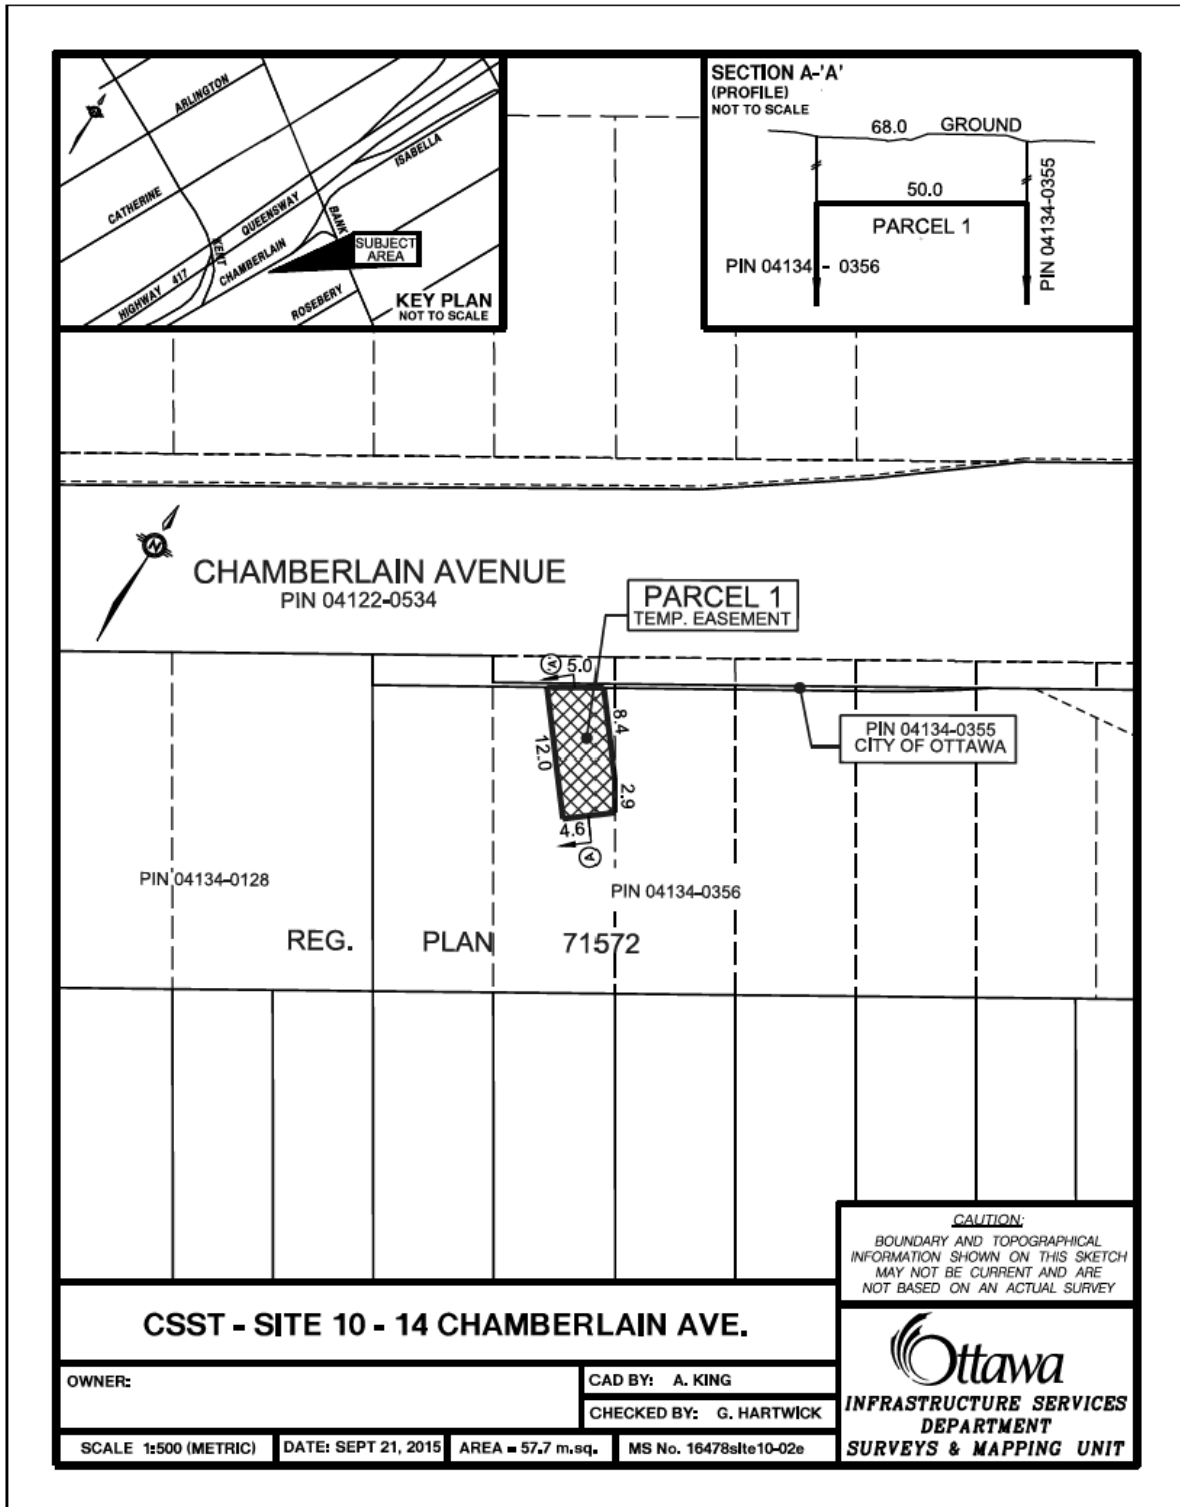 ARLINGTON
CATHERINE
ISABELLA
QUEENSWAY
BANK
KENT
CHAMBERLAIN
SUBJECT
AREA
HIGHWAY 417
ROSEBERY
KEY PLAN
NOT TO SCALE
SECTION A-'A'
(PROFILE)
NOT TO SCALE
68.0 GROUND
50.0
PARCEL 1
PIN 04134 - 0356
PIN 04134-0355
N
CHAMBERLAIN AVENUE
PIN 04122-0534
PARCEL 1
TEMP. EASEMENT
'A' 5.0
8.4
12.0
2.9
4.6
A
PIN 04134-0355
CITY OF OTTAWA
PIN 04134-0128
PIN 04134-0356
REG. PLAN 71572
CAUTION:
BOUNDARY AND TOPOGRAPHICAL
INFORMATION SHOWN ON THIS SKETCH
MAY NOT BE CURRENT AND ARE
NOT BASED ON AN ACTUAL SURVEY
CSST - SITE 10 - 14 CHAMBERLAIN AVE.
OWNER:
CAD BY: A. KING
CHECKED BY: G. HARTWICK
SCALE 1:500 (METRIC)
DATE: SEPT 21, 2015
AREA = 57.7 m.sq.
MS No. 16478site10-02e
Ottawa
INFRASTRUCTURE SERVICES
DEPARTMENT
SURVEYS & MAPPING UNIT